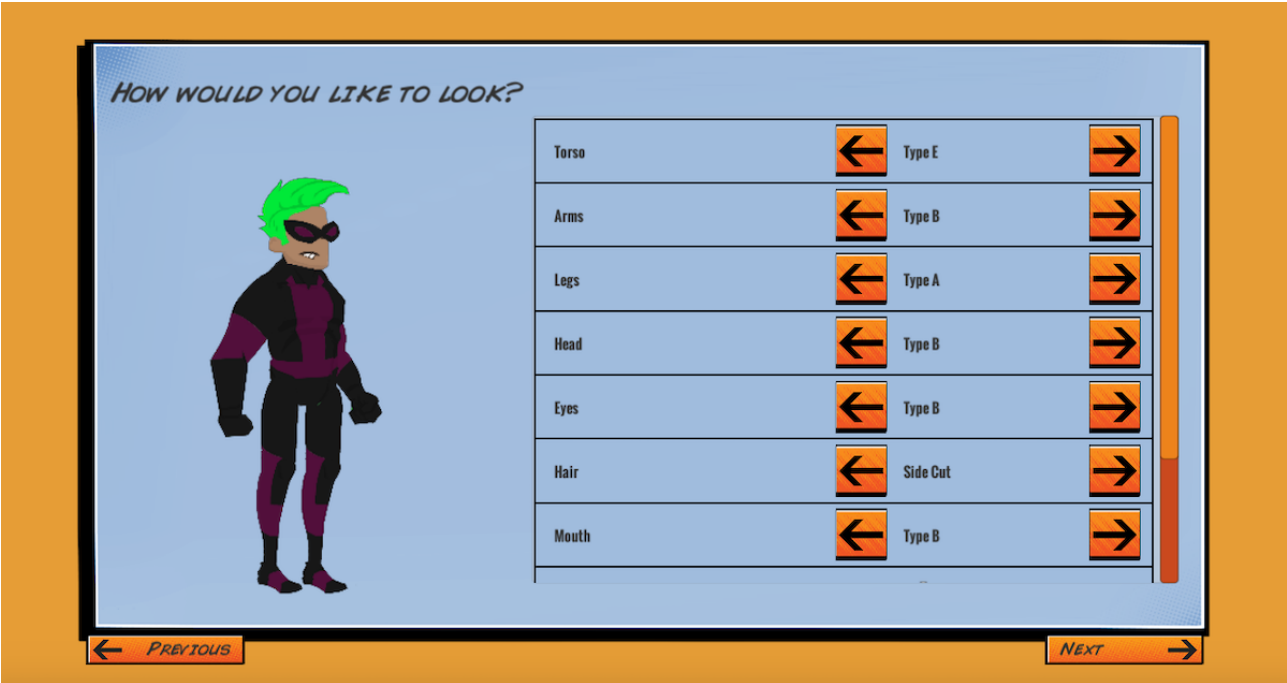 How would you like to look?
Torso Type E
Arms Type B
Legs Type A
Head Type B
Eyes Type B
Hair Side Cut
Mouth Type B
Previous
Next